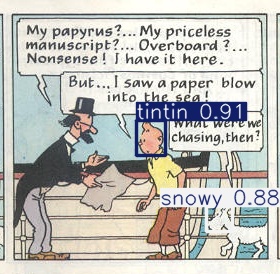 My papyrus?... My priceless
manuscript?... Overboard ?...
Nonsense! I have it here.
But... I saw a paper blow
into the sea!
tintin 0.91
What were we
chasing, then?
snowy 0.88